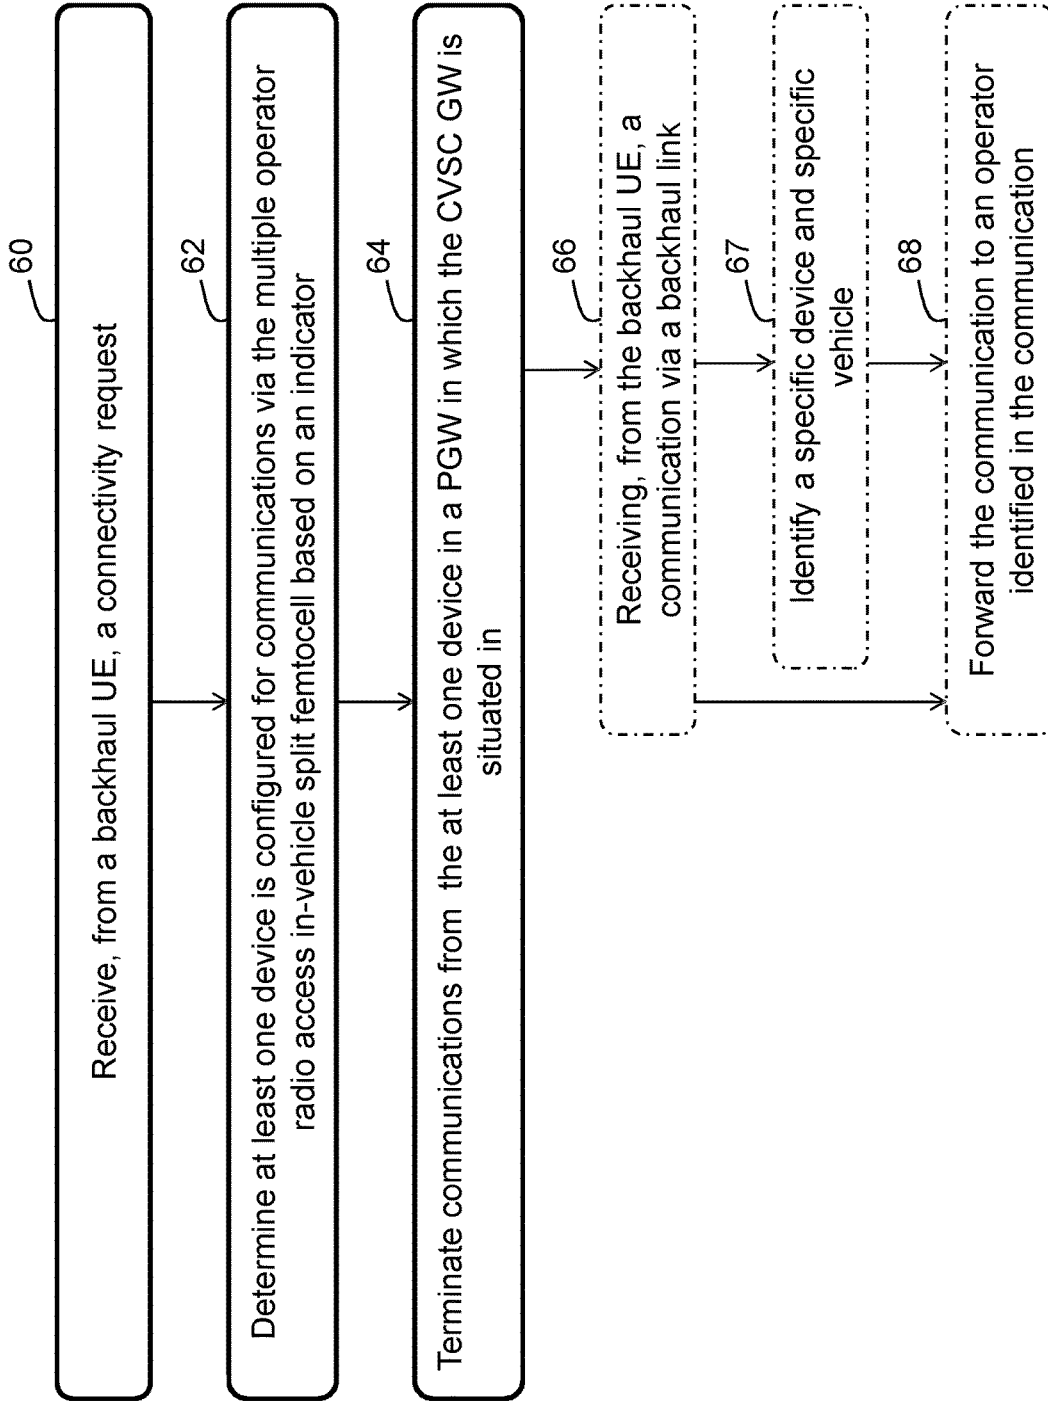 60
Receive, from a backhaul UE, a connectivity request
62
Determine at least one device is configured for communications via the multiple operator
radio access in-vehicle split femtocell based on an indicator
64
Terminate communications from the at least one device in a PGW in which the CVSC GW is
situated in
66
Receiving, from the backhaul UE, a
communication via a backhaul link
67
Identify a specific device and specific
vehicle
68
Forward the communication to an operator
identified in the communication